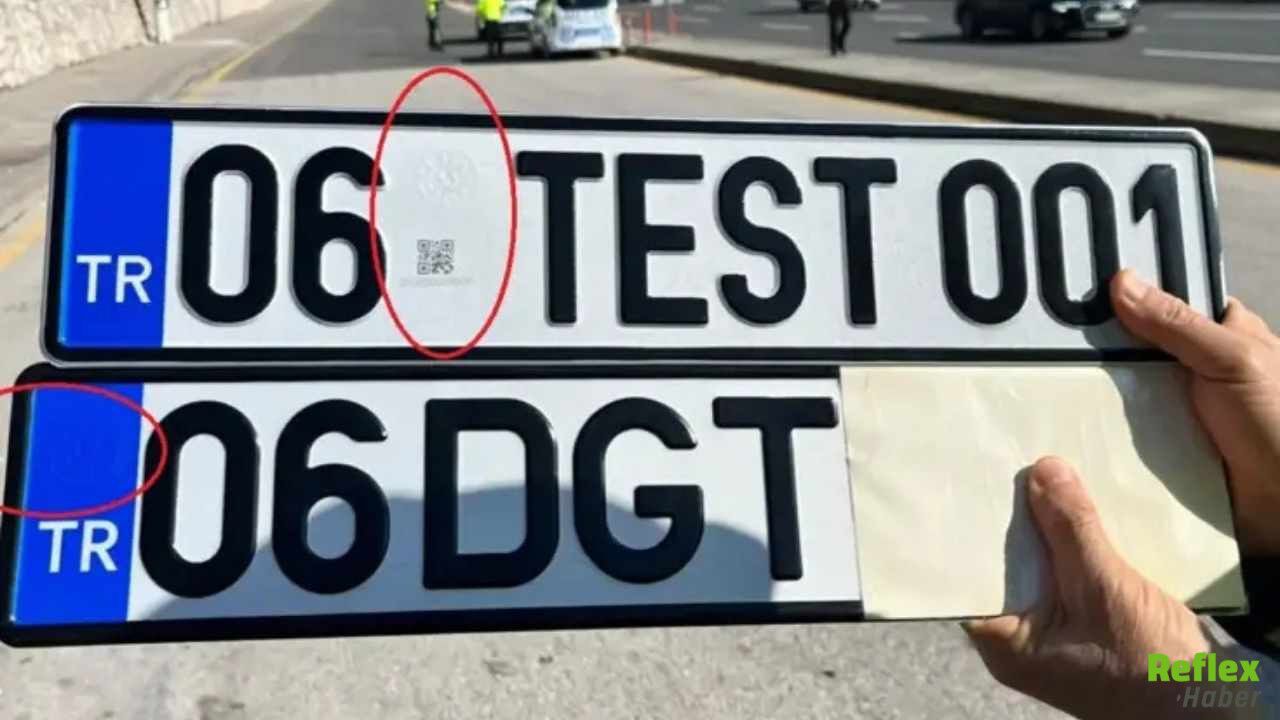 TR 06 TEST 001
TR 06 DGT
Reflex
Haber